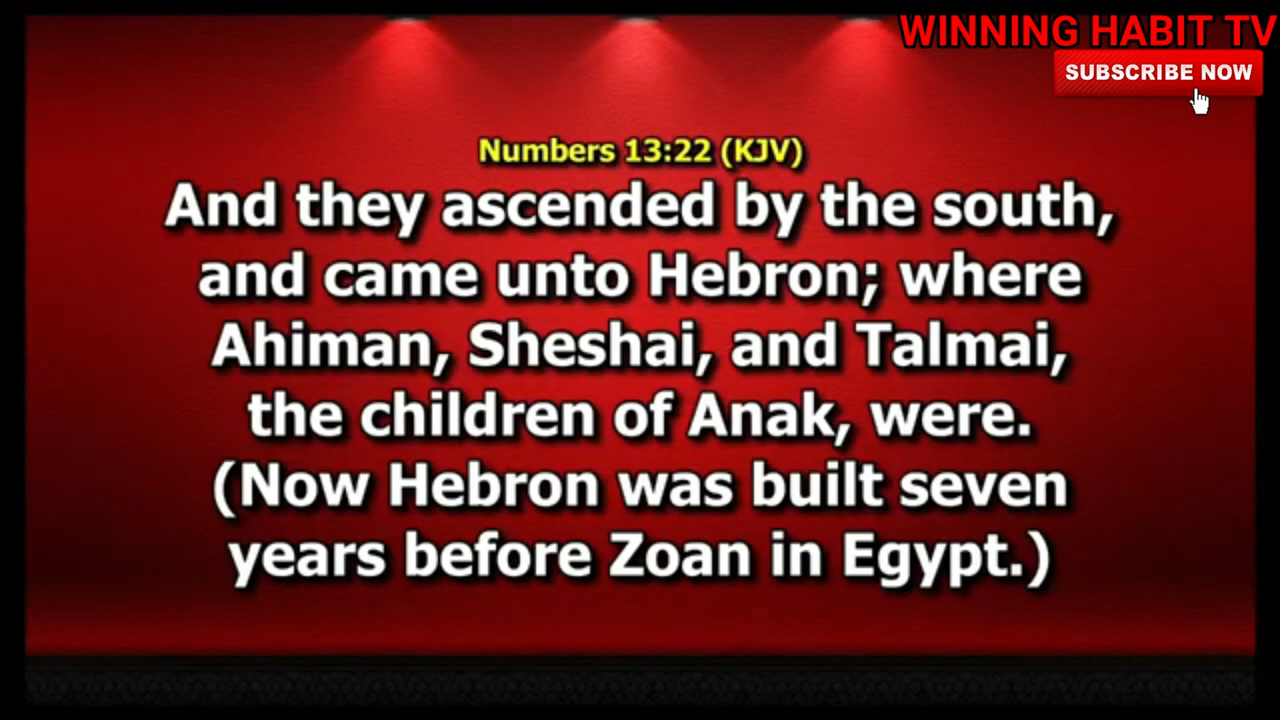 WINNING HABIT TV
SUBSCRIBE NOW
Numbers 13:22 (KJV)
And they ascended by the south,
and came unto Hebron; where
Ahiman, Sheshai, and Talmai,
the children of Anak, were.
(Now Hebron was built seven
years before Zoan in Egypt.)